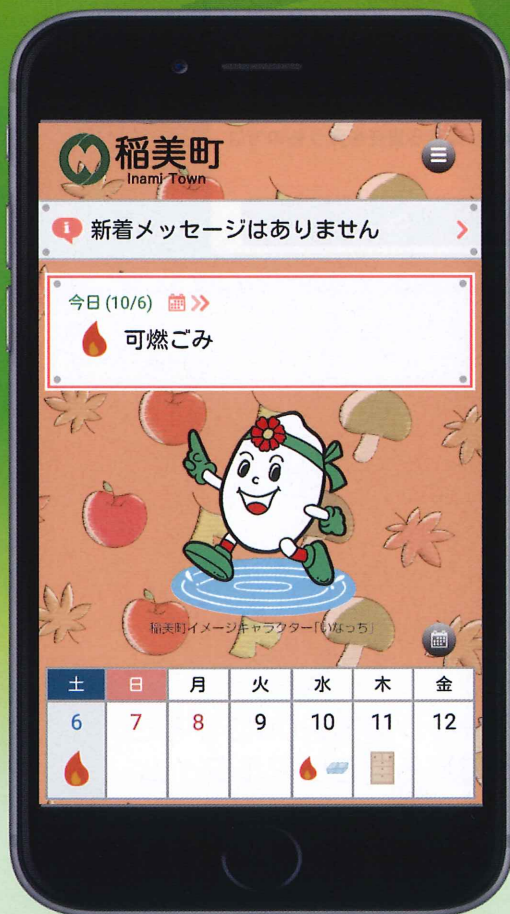 稲美町
Inami Town
新着メッセージはありません
今日(10/6)
可燃ごみ
稲美町イメージキャラクター「いなっち」
土 日 月 火 水 木 金
6 7 8 9 10 11 12